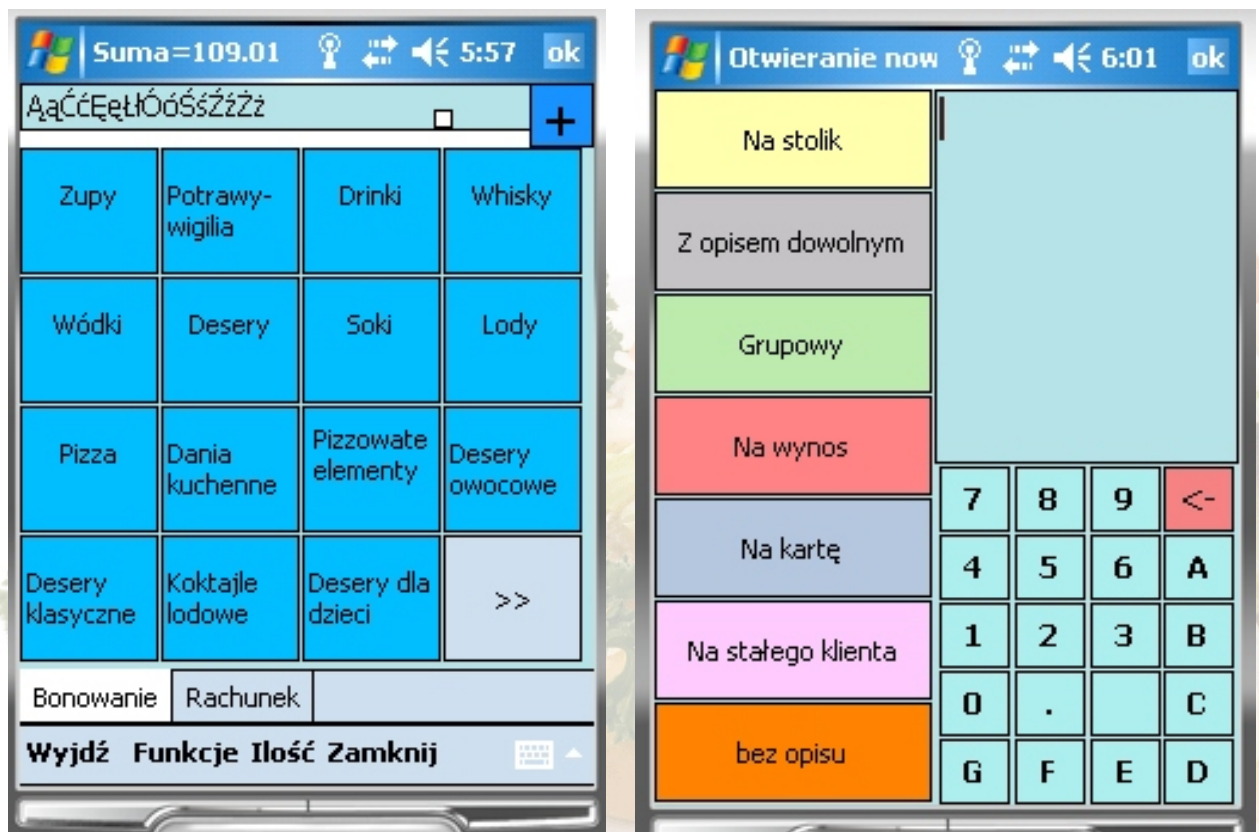 Suma=109.01 5:57 ok
ĄąĆćĘęŁłÓóŚśŹźŻż
+
Zupy
Potrawy-
wigilia
Drinki
Whisky
Wódki
Desery
Soki
Lody
Pizza
Dania
kuchenne
Pizzowate
elementy
Desery
owocowe
Desery
klasyczne
Koktajle
lodowe
Desery dla
dzieci
>>
Bonowanie Rachunek
Wyjdź Funkcje Ilość Zamknij
Otwieranie now 6:01 ok
Na stolik
Z opisem dowolnym
Grupowy
Na wynos
Na kartę
Na stałego klienta
bez opisu
7 8 9 <-
4 5 6 A
1 2 3 B
0 . C
G F E D